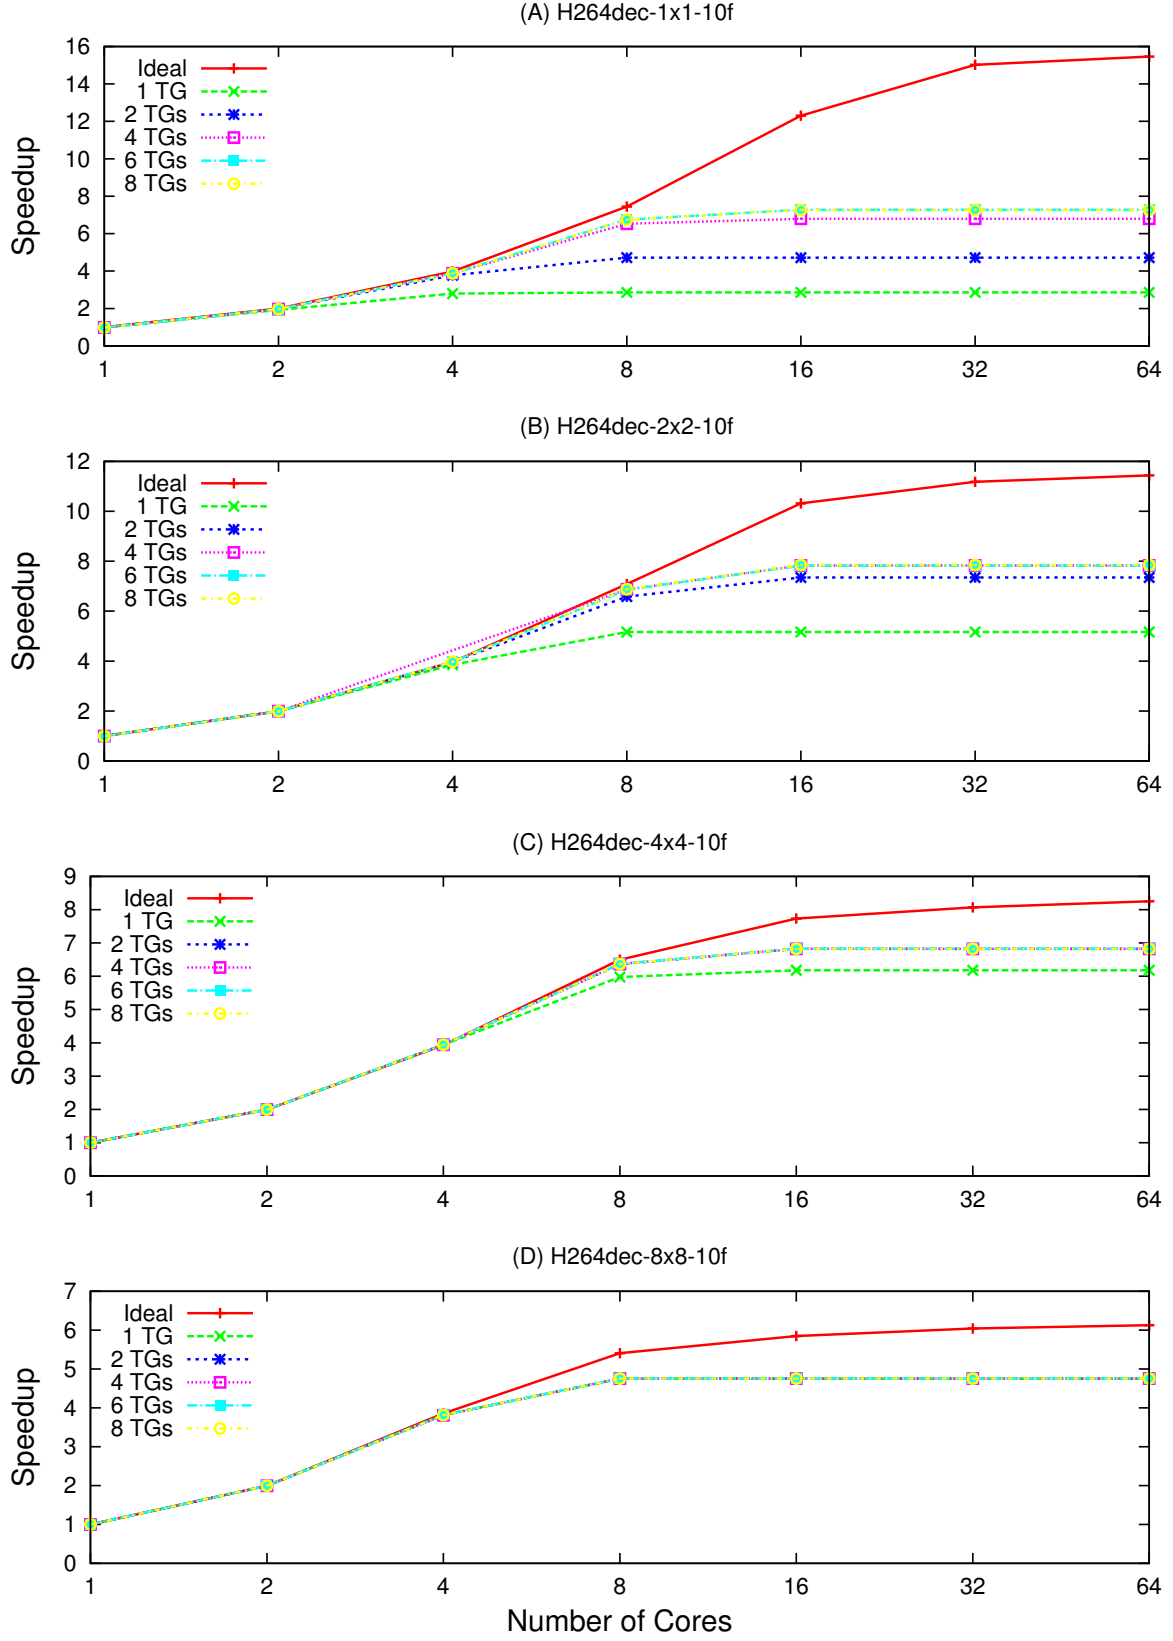 (A) H264dec-1x1-10f
Speedup
16
14
12
10
8
6
4
2
0
Ideal
1 TG
2 TGs
4 TGs
6 TGs
8 TGs
1 2 4 8 16 32 64
(B) H264dec-2x2-10f
Speedup
12
10
8
6
4
2
0
Ideal
1 TG
2 TGs
4 TGs
6 TGs
8 TGs
1 2 4 8 16 32 64
(C) H264dec-4x4-10f
Speedup
9
8
7
6
5
4
3
2
1
0
Ideal
1 TG
2 TGs
4 TGs
6 TGs
8 TGs
1 2 4 8 16 32 64
(D) H264dec-8x8-10f
Speedup
7
6
5
4
3
2
1
0
Ideal
1 TG
2 TGs
4 TGs
6 TGs
8 TGs
1 2 4 8 16 32 64
Number of Cores